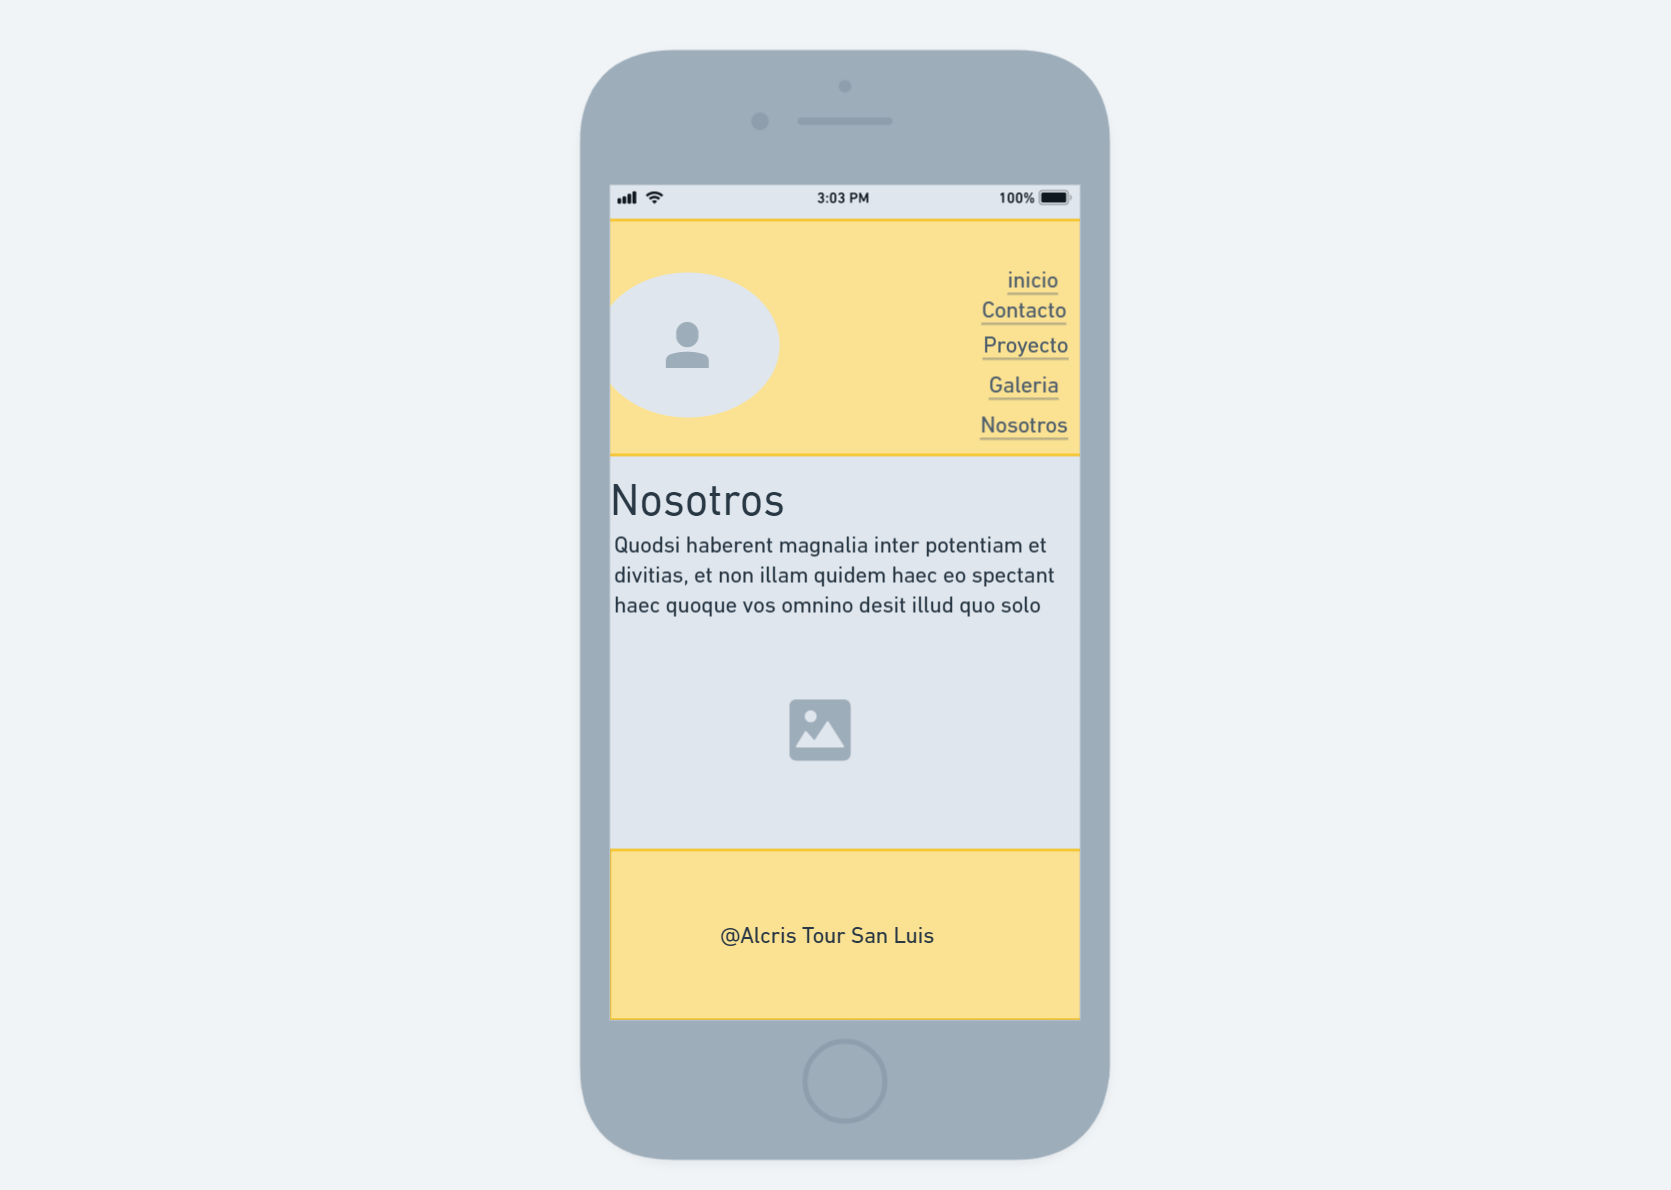 3:03 PM
100%
inicio
Contacto
Proyecto
Galeria
Nosotros
Nosotros
Quodsi haberent magnalia inter potentiam et
divitias, et non illam quidem haec eo spectant
haec quoque vos omnino desit illud quo solo
@Alcris Tour San Luis